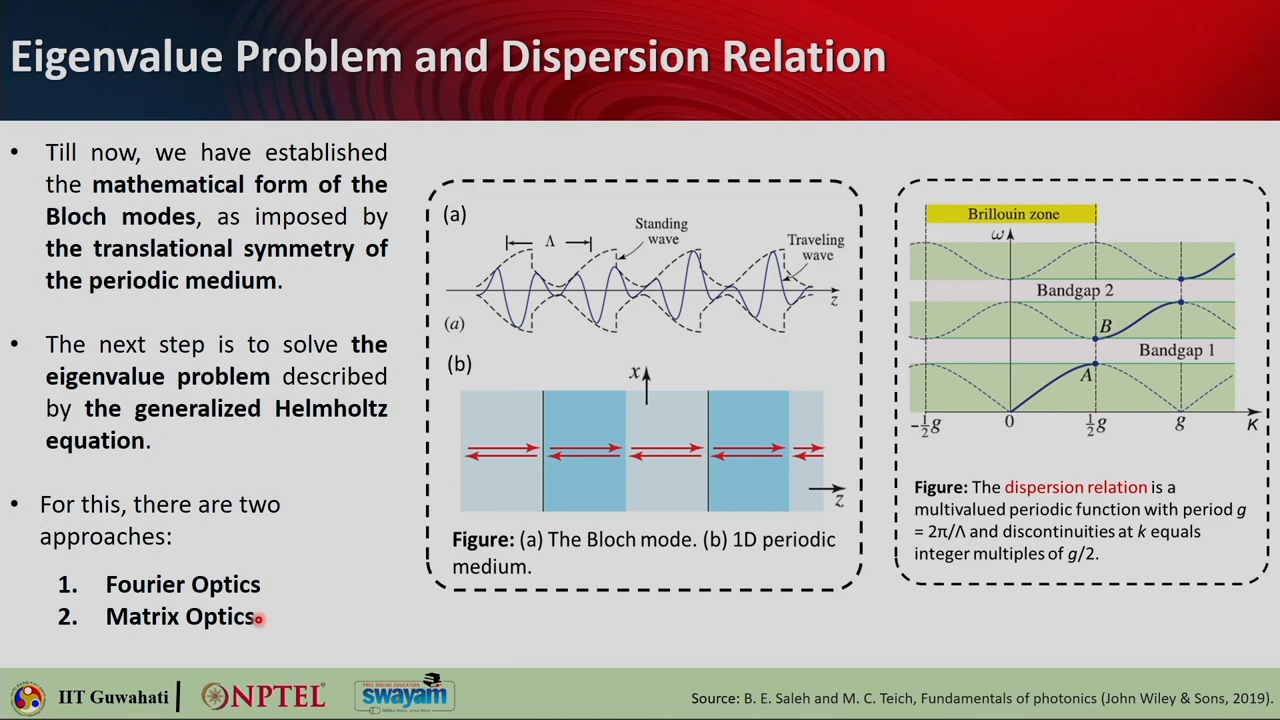 Eigenvalue Problem and Dispersion Relation
• Till now, we have established
the mathematical form of the
Bloch modes, as imposed by
the translational symmetry of
the periodic medium.
• The next step is to solve the
eigenvalue problem described
by the generalized Helmholtz
equation.
• For this, there are two
approaches:
1. Fourier Optics
2. Matrix Optics
(a)
Λ
Standing
wave
Traveling
wave
z
(a)
(b)
x
z
Figure: (a) The Bloch mode. (b) 1D periodic
medium.
Brillouin zone
ω
Bandgap 2
B
Bandgap 1
A
-½g 0 ½g g K
Figure: The dispersion relation is a
multivalued periodic function with period g
= 2π/Λ and discontinuities at k equals
integer multiples of g/2.
IIT Guwahati
NPTEL
FREE ONLINE EDUCATION
swayam
Source: B. E. Saleh and M. C. Teich, Fundamentals of photonics(John Wiley & Sons, 2019).